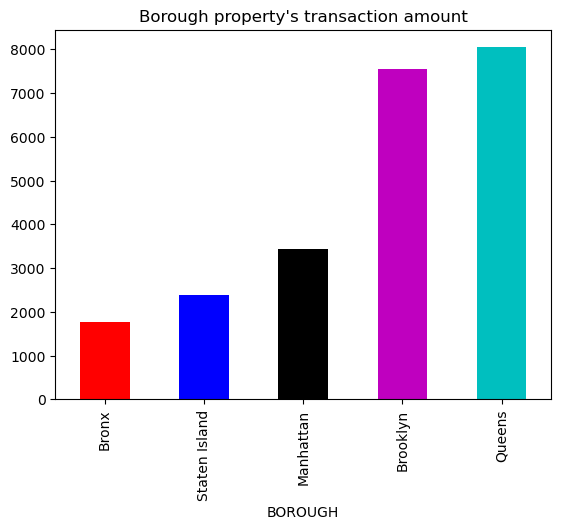 Borough property's transaction amount
8000
7000
6000
5000
4000
3000
2000
1000
0
Bronx
Staten Island
Manhattan
Brooklyn
Queens
BOROUGH